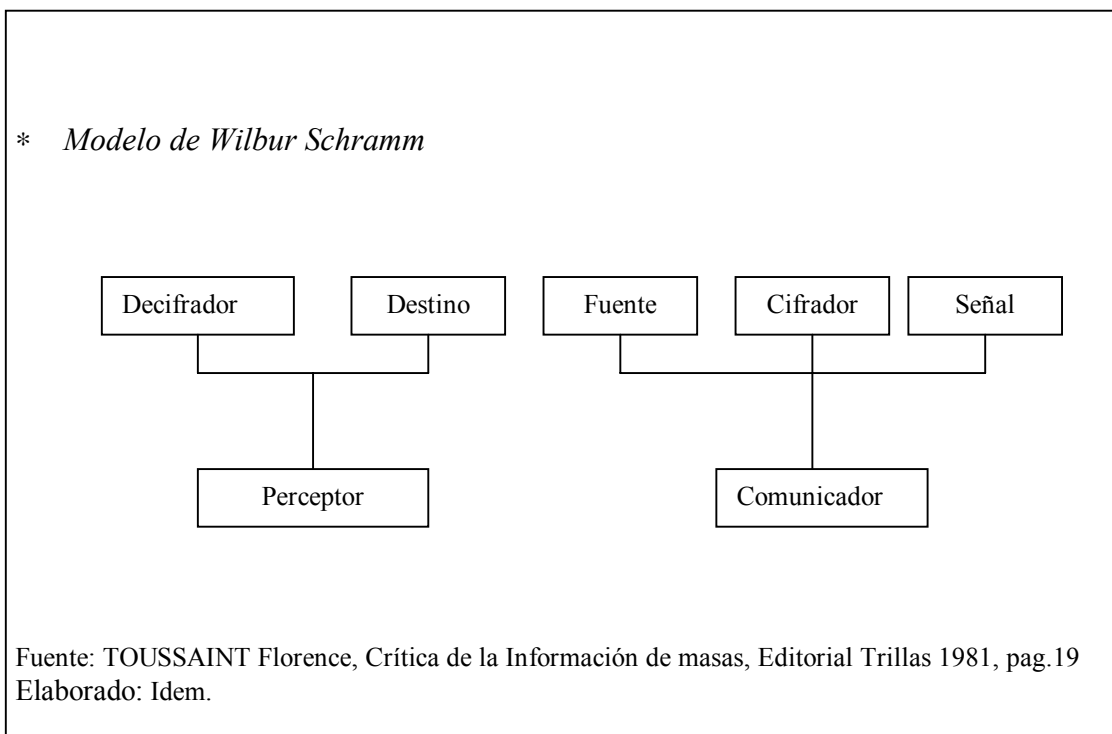 * Modelo de Wilbur Schramm
Decifrador Destino Fuente Cifrador Señal
Perceptor Comunicador
Fuente: TOUSSAINT Florence, Crítica de la Información de masas, Editorial Trillas 1981, pag.19
Elaborado: Idem.